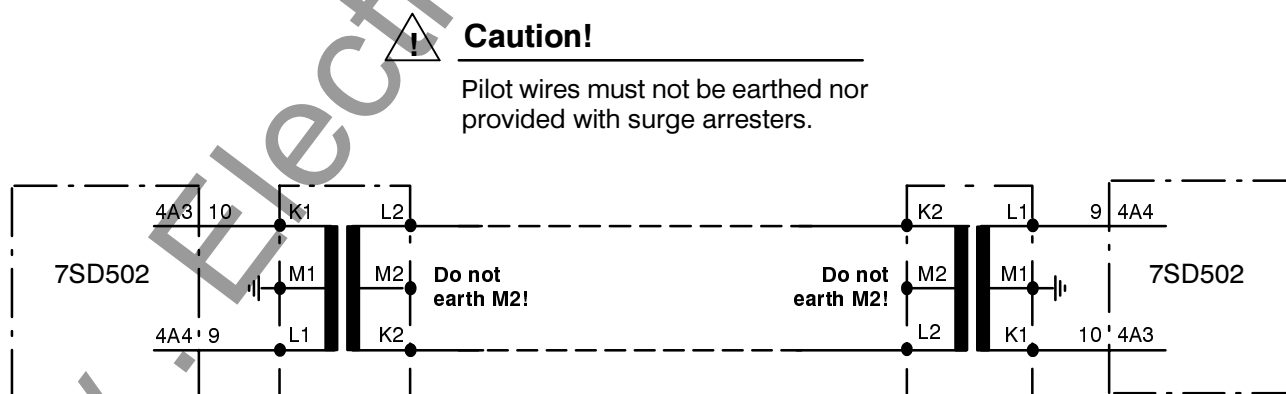 ! Caution!
Pilot wires must not be earthed nor
provided with surge arresters.
4A3 10 K1 L2 K2 L1 9 4A4
7SD502 M1 M2 Do not
earth M2! Do not
earth M2! M2 M1 7SD502
4A4 9 L1 K2 L2 K1 10 4A3
. Electr